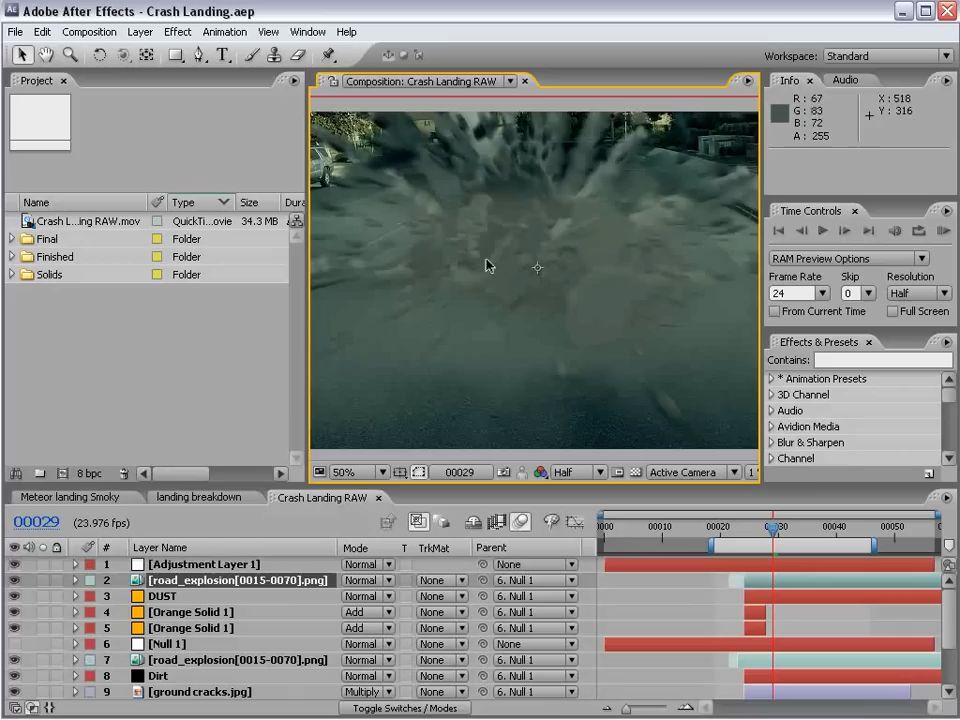 Adobe After Effects - Crash Landing.aep
File Edit Composition Layer Effect Animation View Window Help
Workspace: Standard
Project
Composition: Crash Landing RAW
Info Audio
R: 67
G: 83
B: 72
A: 255
X: 518
Y: 316
Name Type Size Dura
Crash L...ing RAW.mov QuickTi...ovie 34.3 MB
Final Folder
Finished Folder
Solids Folder
Time Controls
RAM Preview Options
Frame Rate Skip Resolution
24 0 Half
From Current Time Full Screen
Effects & Presets
Contains:
* Animation Presets
3D Channel
Audio
Avidion Media
Blur & Sharpen
Channel
8 bpc
50% 00029 Half Active Camera 1
Meteor landing Smoky landing breakdown Crash Landing RAW
00029 (23.976 fps)
0000 00010 00020 00030 00040 00050
# Layer Name Mode T TrkMat Parent
1 [Adjustment Layer 1] Normal None
2 [road_explosion[0015-0070].png] Normal None 6. Null 1
3 DUST Normal None 6. Null 1
4 [Orange Solid 1] Add None 6. Null 1
5 [Orange Solid 1] Add None 6. Null 1
6 [Null 1] Normal None None
7 [road_explosion[0015-0070].png] Normal None 6. Null 1
8 Dirt Normal None 6. Null 1
9 [ground cracks.jpg] Multiply None 6. Null 1
Toggle Switches / Modes